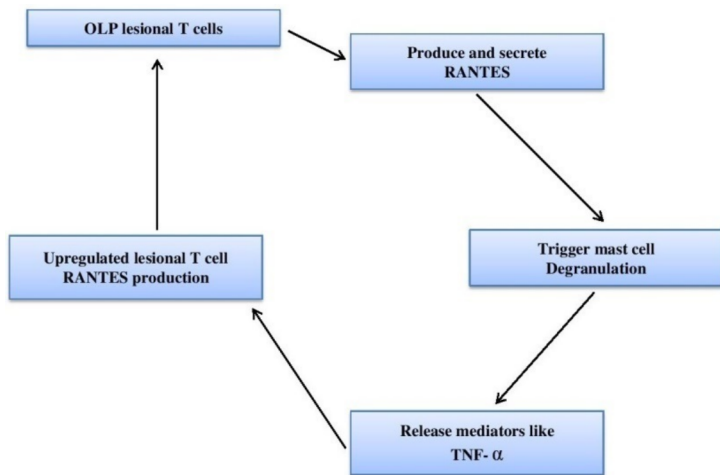 OLP lesional T cells
Produce and secrete
RANTES
Trigger mast cell
Degranulation
Release mediators like
TNF- α
Upregulated lesional T cell
RANTES production